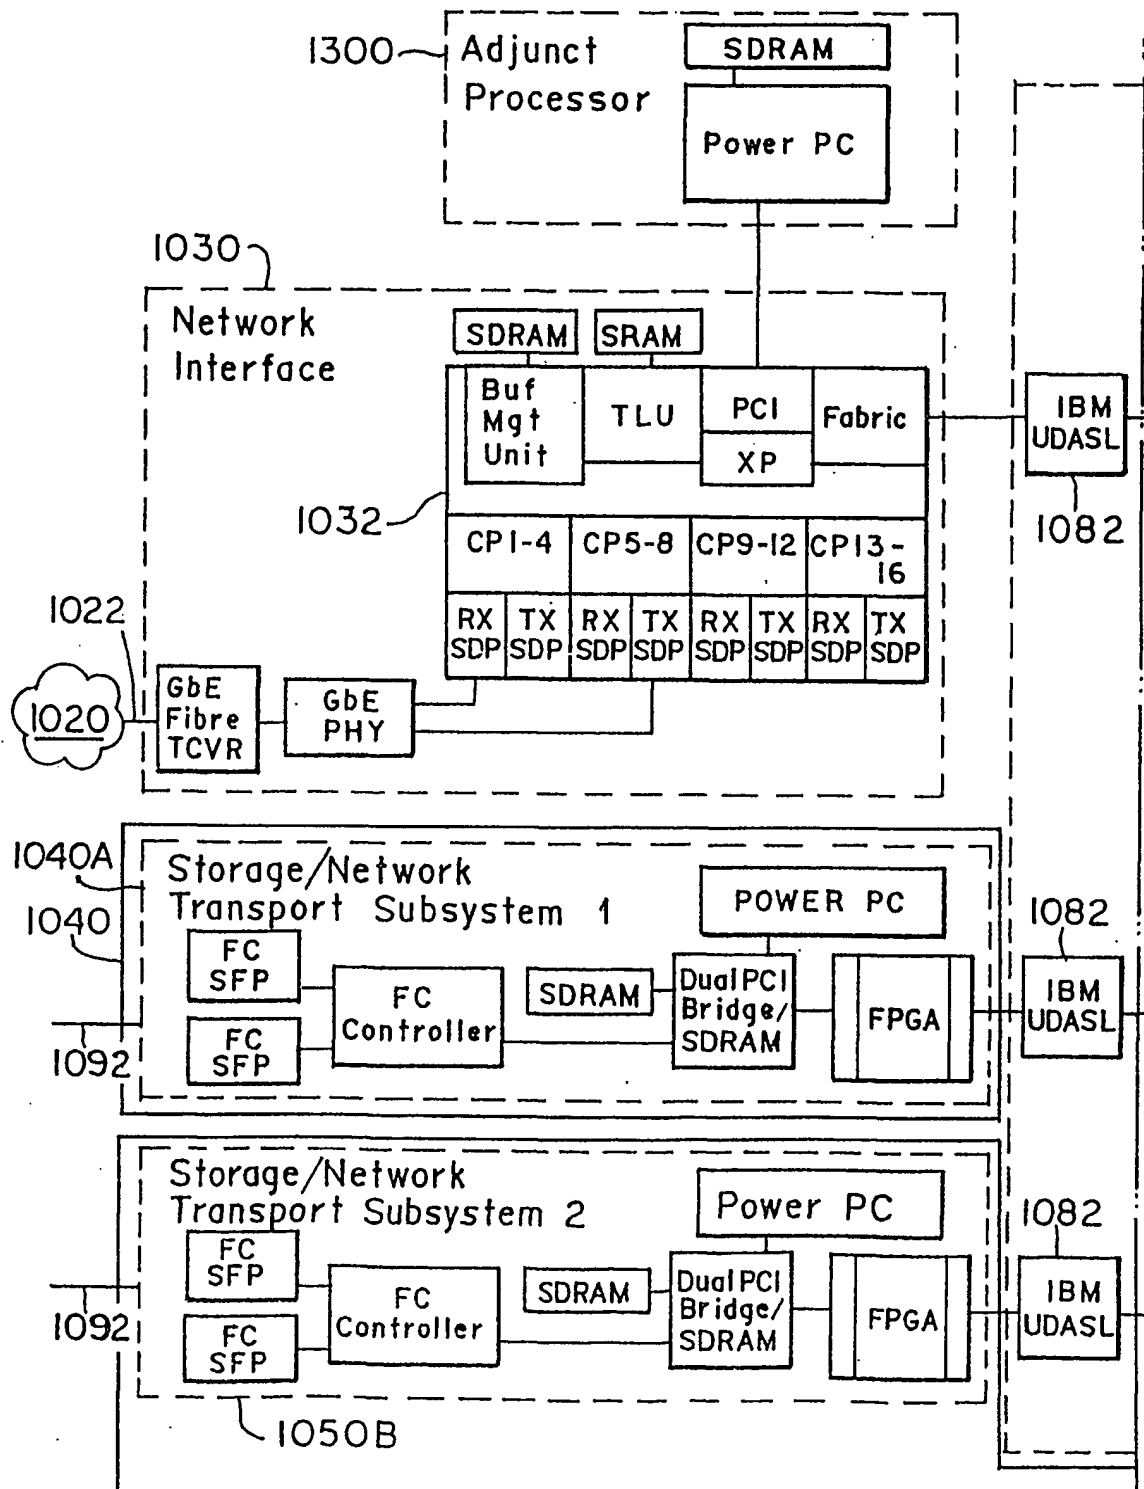 1300
Adjunct
Processor
SDRAM
Power PC
1030
Network
Interface
SDRAM
SRAM
Buf
Mgt
Unit
TLU
PCI
XP
Fabric
IBM
UDASL
1082
1032
CP1-4
CP5-8
CP9-12
CP13-
16
RX
SDP
TX
SDP
RX
SDP
TX
SDP
RX
SDP
TX
SDP
RX
SDP
TX
SDP
1022
1020
GbE
Fibre
TCVR
GbE
PHY
1040A
1040
Storage/Network
Transport Subsystem 1
POWER PC
FC
SFP
FC
SFP
FC
Controller
SDRAM
Dual PCI
Bridge/
SDRAM
FPGA
1082
IBM
UDASL
1092
Storage/Network
Transport Subsystem 2
Power PC
FC
SFP
FC
SFP
FC
Controller
SDRAM
Dual PCI
Bridge/
SDRAM
FPGA
1082
IBM
UDASL
1092
1050B